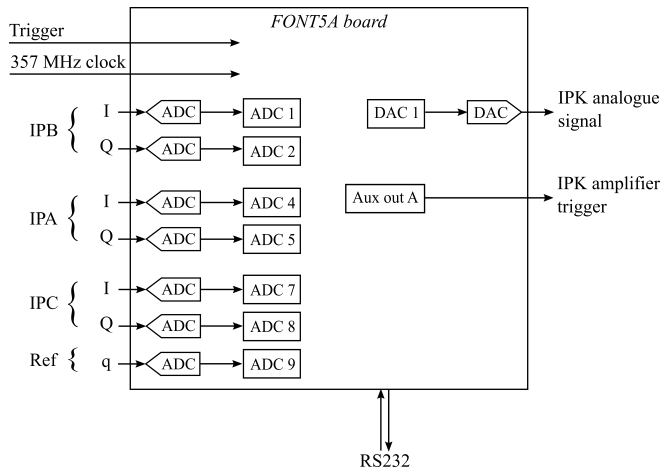 FONT5A board
Trigger
357 MHz clock
IPB { I ADC ADC 1
Q ADC ADC 2
IPA { I ADC ADC 4
Q ADC ADC 5
IPC { I ADC ADC 7
Q ADC ADC 8
Ref { q ADC ADC 9
DAC 1 DAC IPK analogue
signal
Aux out A IPK amplifier
trigger
RS232